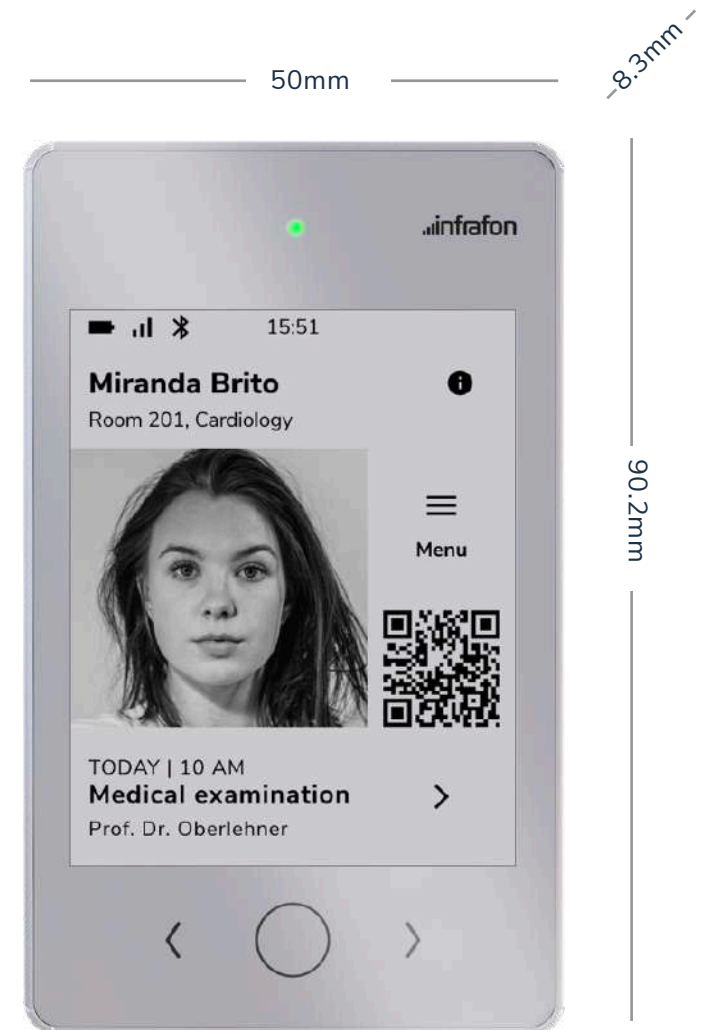 50mm
8.3mm
infrafon
15:51
Miranda Brito
Room 201, Cardiology
90.2mm
Menu
TODAY | 10 AM
Medical examination
Prof. Dr. Oberlehner